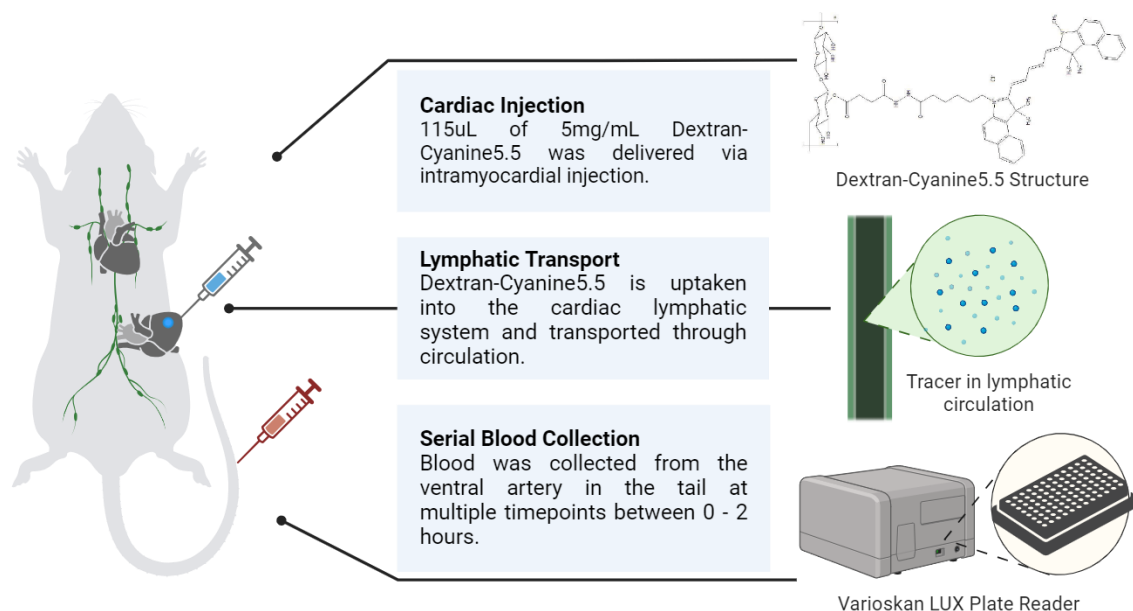 Cardiac Injection
115uL of 5mg/mL Dextran-
Cyanine5.5 was delivered via
intramyocardial injection.
Dextran-Cyanine5.5 Structure
Lymphatic Transport
Dextran-Cyanine5.5 is uptaken
into the cardiac lymphatic
system and transported through
circulation.
Tracer in lymphatic
circulation
Serial Blood Collection
Blood was collected from the
ventral artery in the tail at
multiple timepoints between 0 - 2
hours.
Varioskan LUX Plate Reader